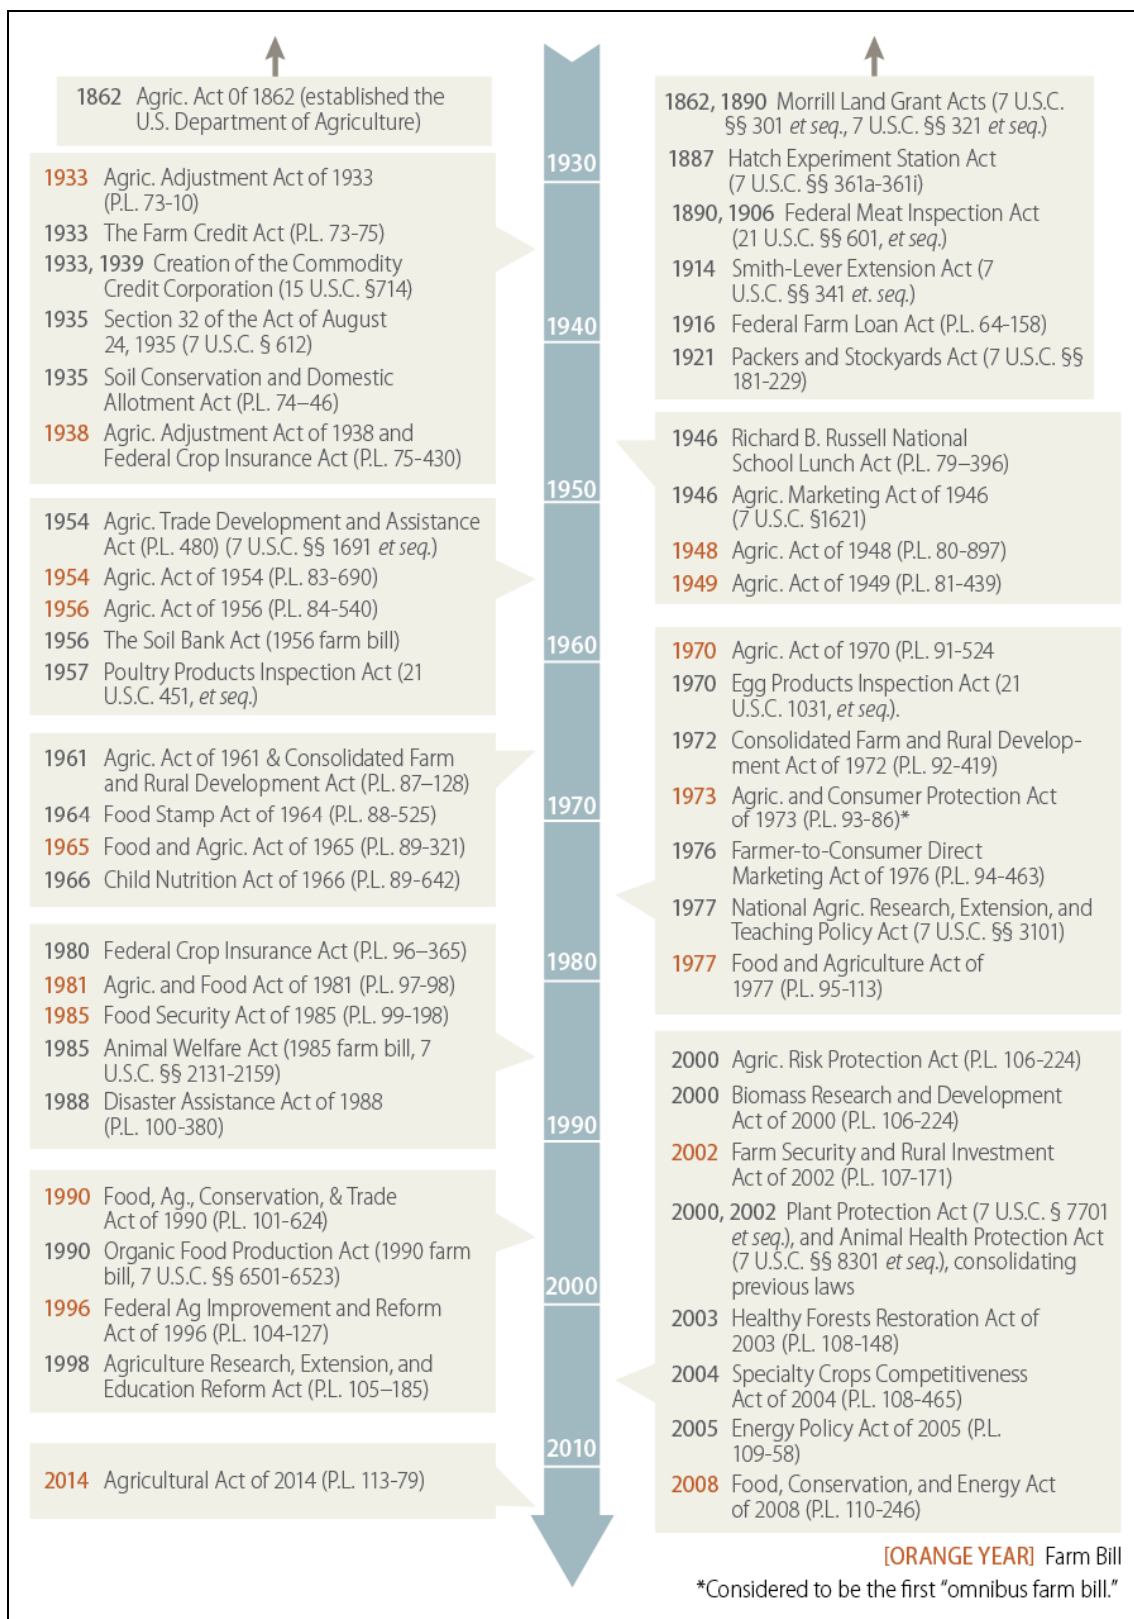 1862 Agric. Act 0f 1862 (established the
U.S. Department of Agriculture)
1933 Agric. Adjustment Act of 1933
(P.L. 73-10)
1933 The Farm Credit Act (P.L. 73-75)
1933, 1939 Creation of the Commodity
Credit Corporation (15 U.S.C. §714)
1935 Section 32 of the Act of August
24, 1935 (7 U.S.C. § 612)
1935 Soil Conservation and Domestic
Allotment Act (P.L. 74–46)
1938 Agric. Adjustment Act of 1938 and
Federal Crop Insurance Act (P.L. 75-430)
1954 Agric. Trade Development and Assistance
Act (P.L. 480) (7 U.S.C. §§ 1691 et seq.)
1954 Agric. Act of 1954 (P.L. 83-690)
1956 Agric. Act of 1956 (P.L. 84-540)
1956 The Soil Bank Act (1956 farm bill)
1957 Poultry Products Inspection Act (21
U.S.C. 451, et seq.)
1961 Agric. Act of 1961 & Consolidated Farm
and Rural Development Act (P.L. 87–128)
1964 Food Stamp Act of 1964 (P.L. 88-525)
1965 Food and Agric. Act of 1965 (P.L. 89-321)
1966 Child Nutrition Act of 1966 (P.L. 89-642)
1980 Federal Crop Insurance Act (P.L. 96–365)
1981 Agric. and Food Act of 1981 (P.L. 97-98)
1985 Food Security Act of 1985 (P.L. 99-198)
1985 Animal Welfare Act (1985 farm bill, 7
U.S.C. §§ 2131-2159)
1988 Disaster Assistance Act of 1988
(P.L. 100-380)
1990 Food, Ag., Conservation, & Trade
Act of 1990 (P.L. 101-624)
1990 Organic Food Production Act (1990 farm
bill, 7 U.S.C. §§ 6501-6523)
1996 Federal Ag Improvement and Reform
Act of 1996 (P.L. 104-127)
1998 Agriculture Research, Extension, and
Education Reform Act (P.L. 105–185)
2014 Agricultural Act of 2014 (P.L. 113-79)
1930
1940
1950
1960
1970
1980
1990
2000
2010
1862, 1890 Morrill Land Grant Acts (7 U.S.C.
§§ 301 et seq., 7 U.S.C. §§ 321 et seq.)
1887 Hatch Experiment Station Act
(7 U.S.C. §§ 361a-361i)
1890, 1906 Federal Meat Inspection Act
(21 U.S.C. §§ 601, et seq.)
1914 Smith-Lever Extension Act (7
U.S.C. §§ 341 et. seq.)
1916 Federal Farm Loan Act (P.L. 64-158)
1921 Packers and Stockyards Act (7 U.S.C. §§
181-229)
1946 Richard B. Russell National
School Lunch Act (P.L. 79–396)
1946 Agric. Marketing Act of 1946
(7 U.S.C. §1621)
1948 Agric. Act of 1948 (P.L. 80-897)
1949 Agric. Act of 1949 (P.L. 81-439)
1970 Agric. Act of 1970 (P.L. 91-524
1970 Egg Products Inspection Act (21
U.S.C. 1031, et seq.).
1972 Consolidated Farm and Rural Develop-
ment Act of 1972 (P.L. 92-419)
1973 Agric. and Consumer Protection Act
of 1973 (P.L. 93-86)*
1976 Farmer-to-Consumer Direct
Marketing Act of 1976 (P.L. 94-463)
1977 National Agric. Research, Extension, and
Teaching Policy Act (7 U.S.C. §§ 3101)
1977 Food and Agriculture Act of
1977 (P.L. 95-113)
2000 Agric. Risk Protection Act (P.L. 106-224)
2000 Biomass Research and Development
Act of 2000 (P.L. 106-224)
2002 Farm Security and Rural Investment
Act of 2002 (P.L. 107-171)
2000, 2002 Plant Protection Act (7 U.S.C. § 7701
et seq.), and Animal Health Protection Act
(7 U.S.C. §§ 8301 et seq.), consolidating
previous laws
2003 Healthy Forests Restoration Act of
2003 (P.L. 108-148)
2004 Specialty Crops Competitiveness
Act of 2004 (P.L. 108-465)
2005 Energy Policy Act of 2005 (P.L.
109-58)
2008 Food, Conservation, and Energy Act
of 2008 (P.L. 110-246)
[ORANGE YEAR] Farm Bill
*Considered to be the first “omnibus farm bill.”